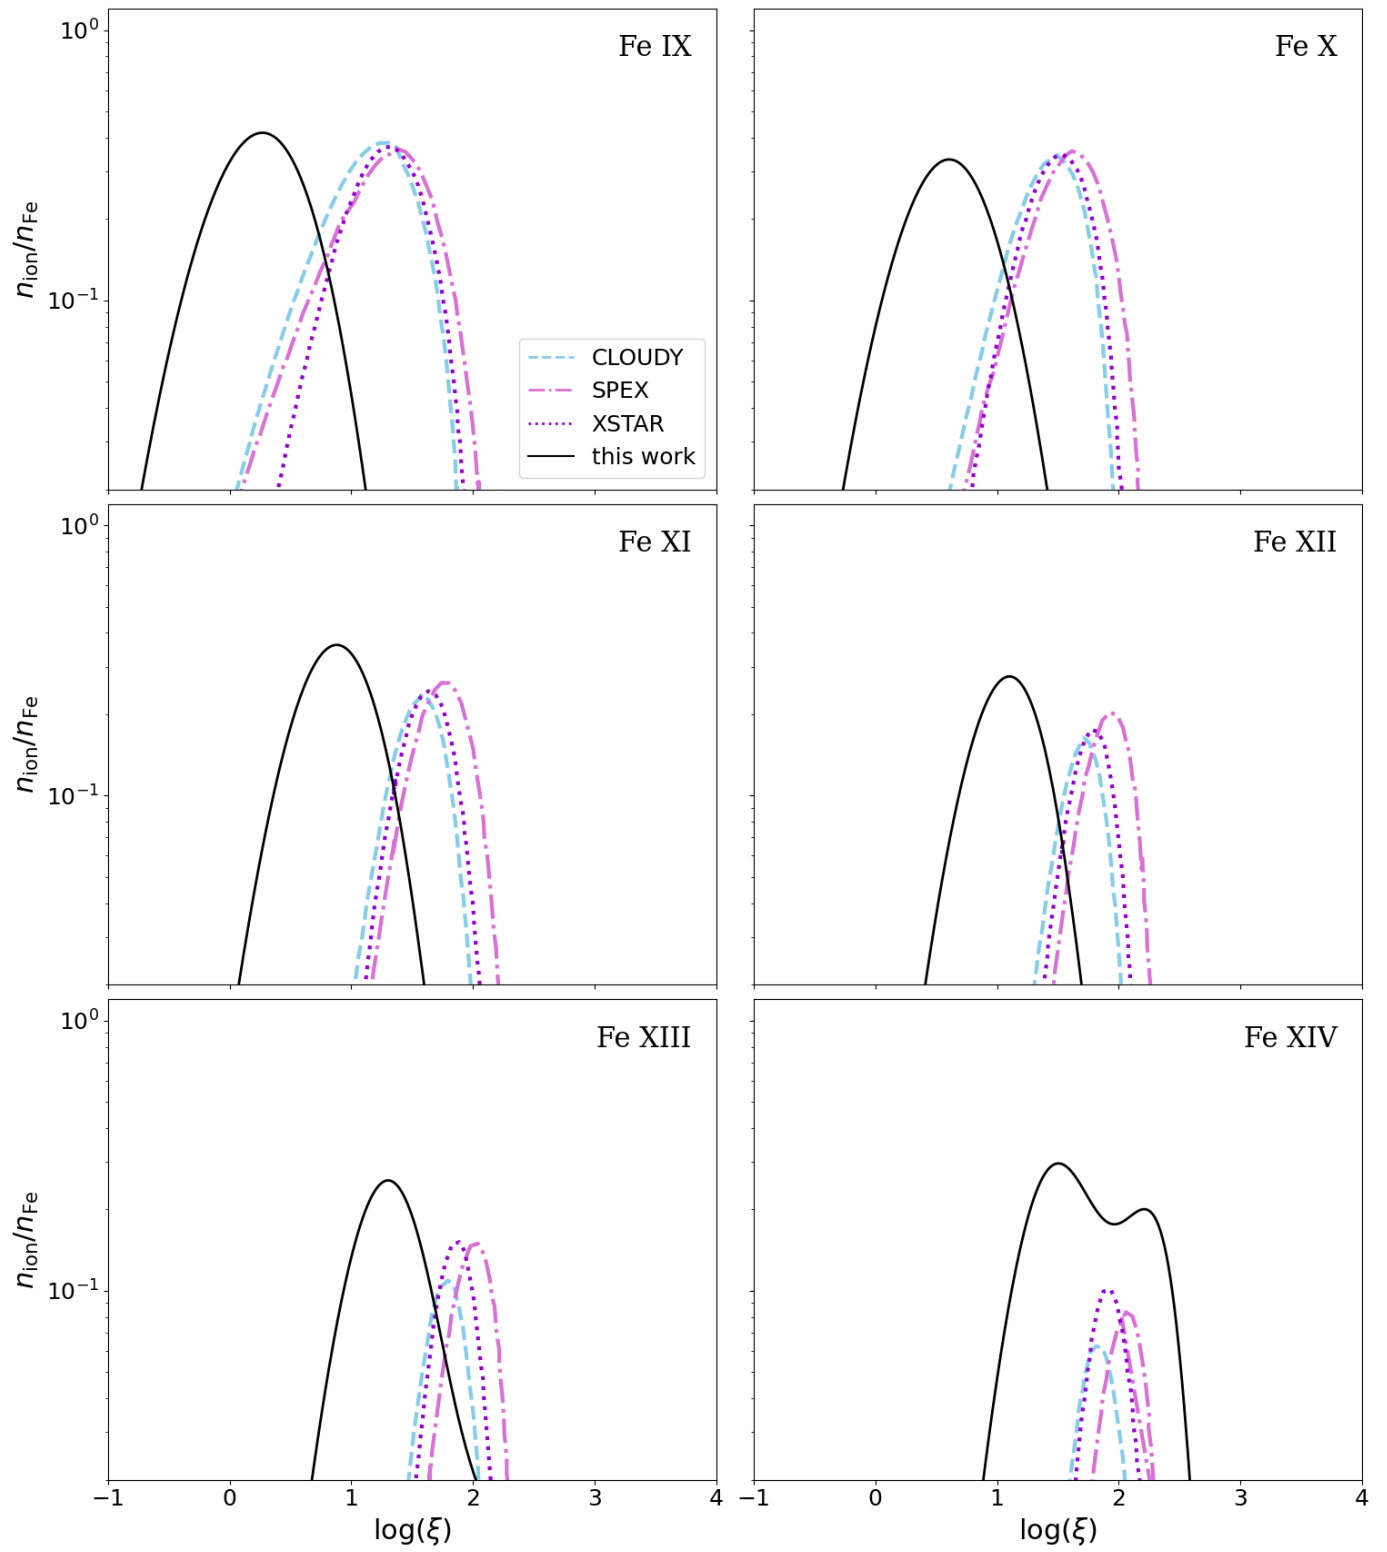 10⁰
10⁻¹
n_ion/n_Fe
Fe IX
CLOUDY
SPEX
XSTAR
this work
Fe X
10⁰
10⁻¹
n_ion/n_Fe
Fe XI
Fe XII
10⁰
10⁻¹
n_ion/n_Fe
Fe XIII
Fe XIV
−1 0 1 2 3 4
−1 0 1 2 3 4
log(ξ)
log(ξ)